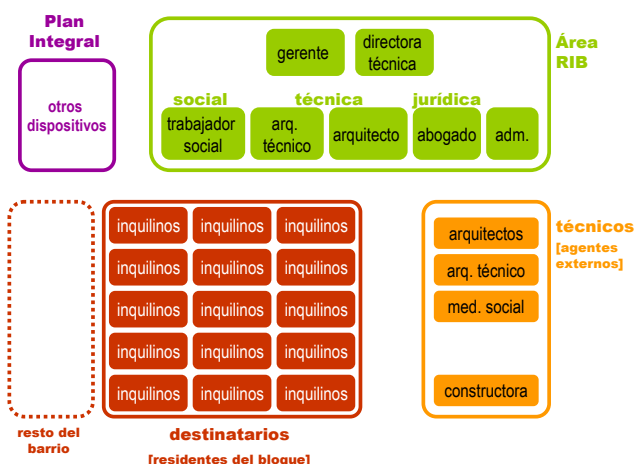 Plan
Integral
otros
dispositivos
gerente
directora
técnica
Área
RIB
social
técnica
jurídica
trabajador
social
arq.
técnico
arquitecto
abogado
adm.
inquilinos inquilinos inquilinos
inquilinos inquilinos inquilinos
inquilinos inquilinos inquilinos
inquilinos inquilinos inquilinos
inquilinos inquilinos inquilinos
arquitectos
arq. técnico
med. social
constructora
técnicos
[agentes
externos]
resto del
barrio
destinatarios
[residentes del bloque]